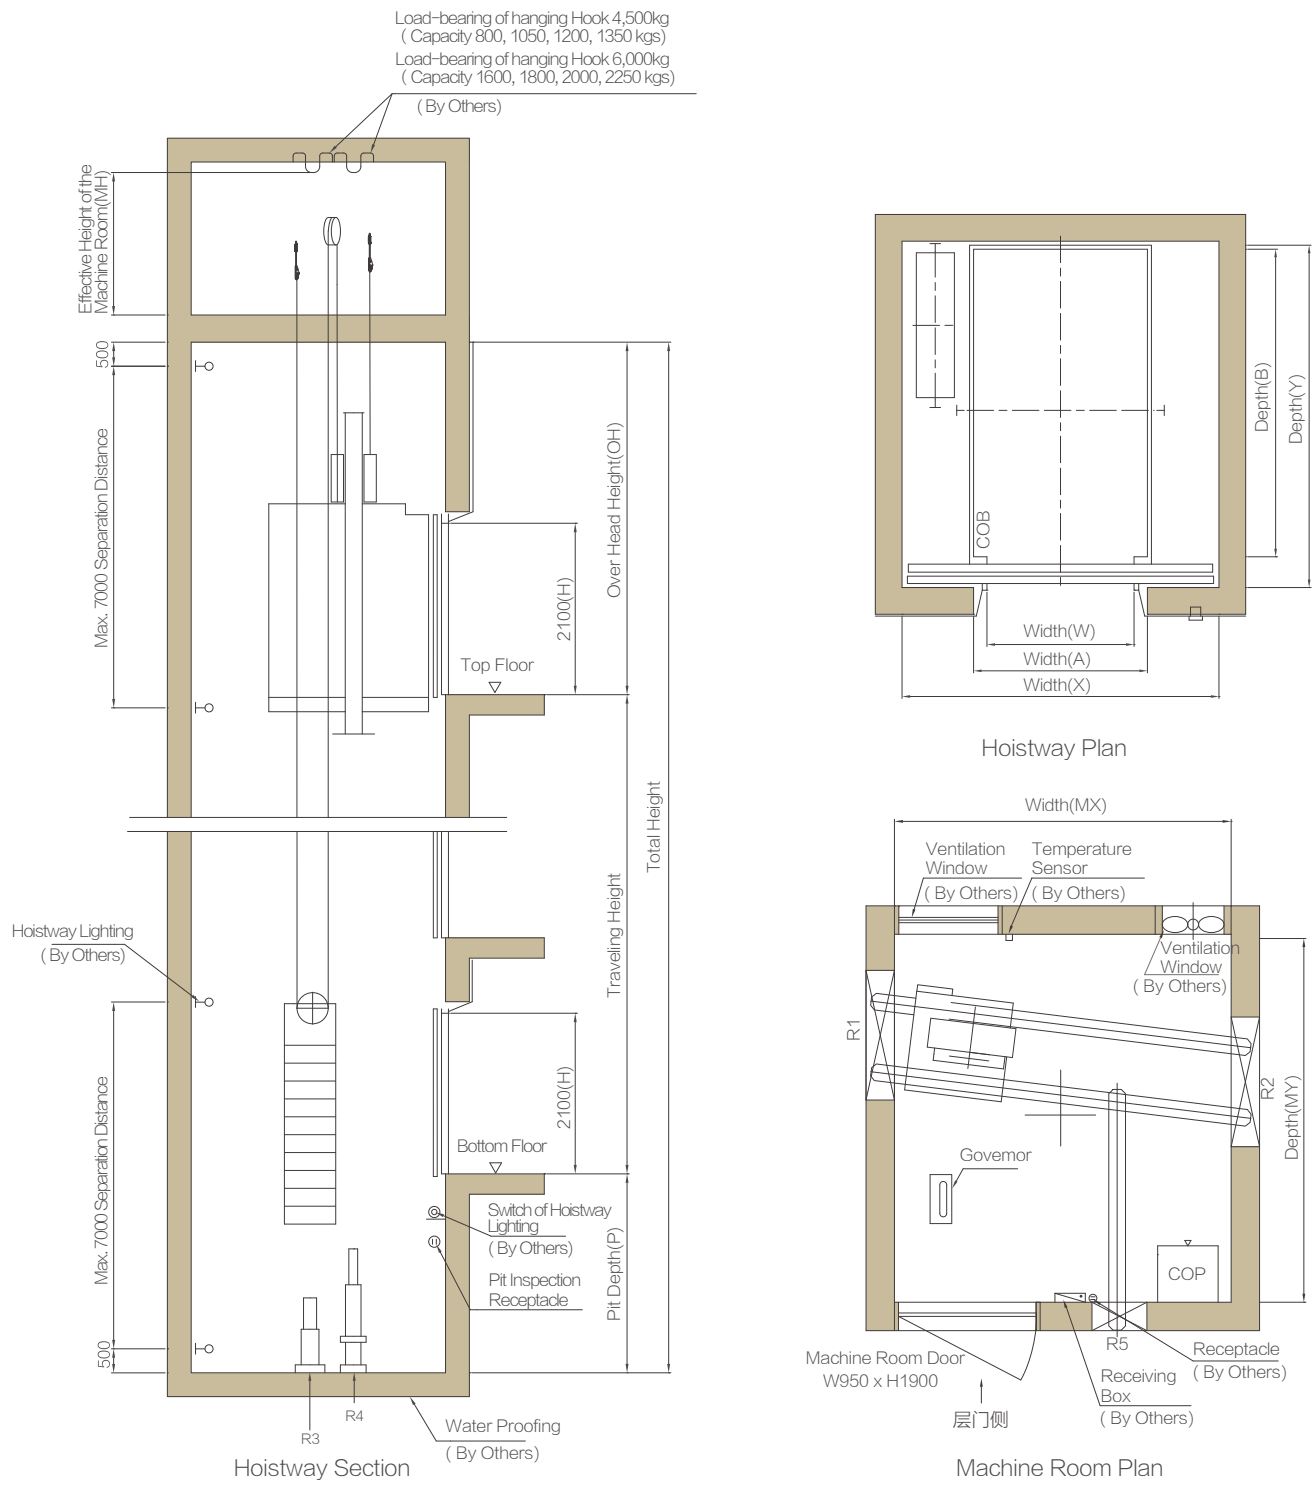 Load-bearing of hanging Hook 4,500kg
( Capacity 800, 1050, 1200, 1350 kgs)
Load-bearing of hanging Hook 6,000kg
( Capacity 1600, 1800, 2000, 2250 kgs)
( By Others)
Effective Height of the
Machine Room(MH)
500
Max. 7000 Separation Distance
Over Head Height(OH)
2100(H)
Top Floor
Total Height
Traveling Height
Hoistway Lighting
( By Others)
Max. 7000 Separation Distance
2100(H)
Bottom Floor
Switch of Hoistway
Lighting
( By Others)
Pit Inspection
Receptacle
Pit Depth(P)
500
R3
R4
Water Proofing
( By Others)
Hoistway Section
COB
Depth(B)
Depth(Y)
Width(W)
Width(A)
Width(X)
Hoistway Plan
Width(MX)
Ventilation
Window
( By Others)
Temperature
Sensor
( By Others)
Ventilation
Window
( By Others)
R1
R2
Depth(MY)
Governor
COP
R5
Machine Room Door
W950 x H1900
层门侧
Receiving
Box
( By Others)
Receptacle
( By Others)
Machine Room Plan